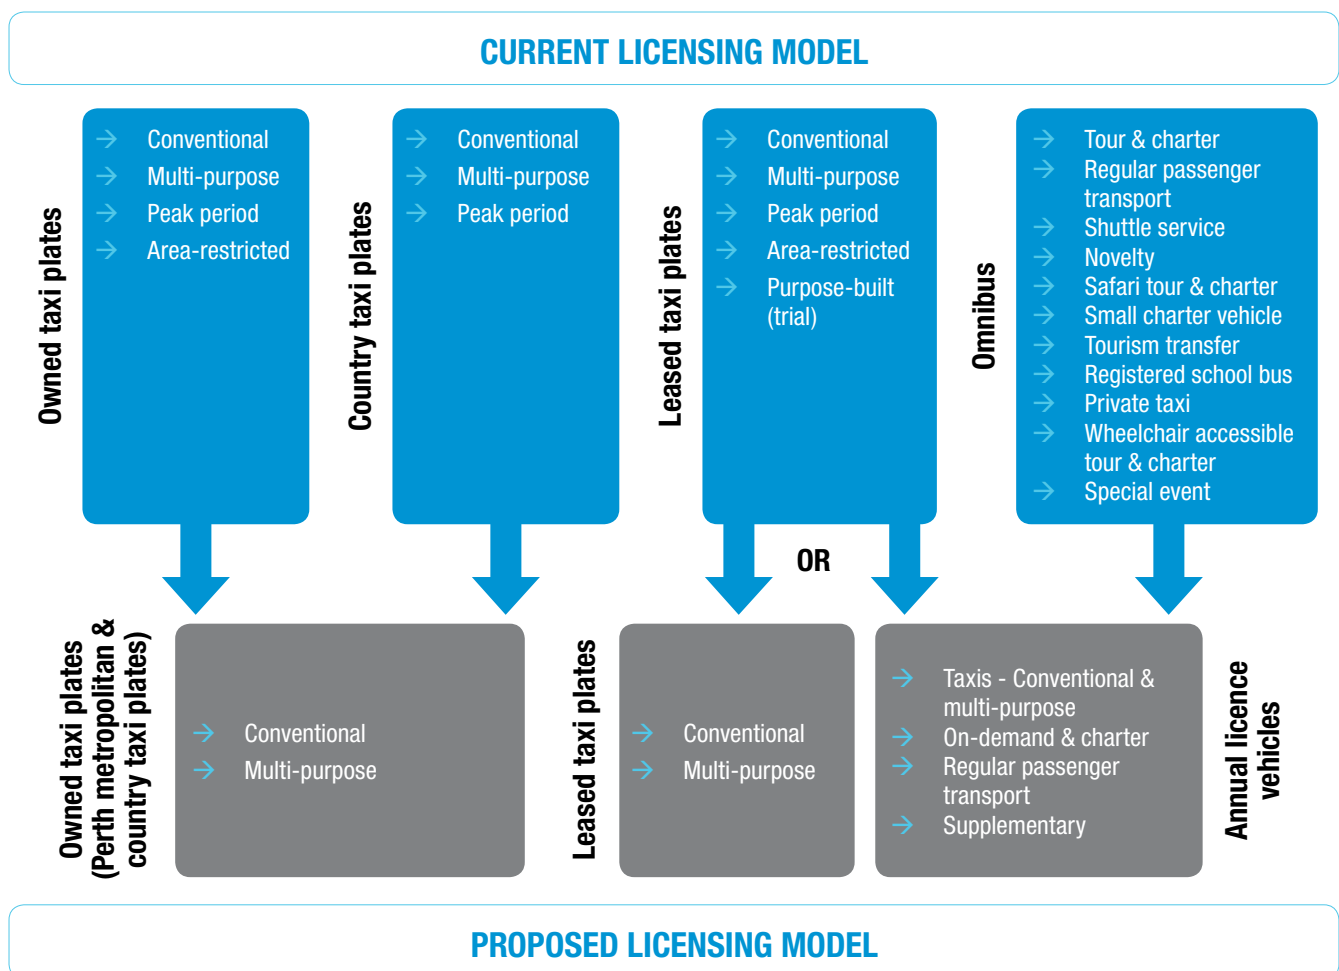 CURRENT LICENSING MODEL
Owned taxi plates
→ Conventional
→ Multi-purpose
→ Peak period
→ Area-restricted
Country taxi plates
→ Conventional
→ Multi-purpose
→ Peak period
Leased taxi plates
→ Conventional
→ Multi-purpose
→ Peak period
→ Area-restricted
→ Purpose-built
(trial)
Omnibus
→ Tour & charter
→ Regular passenger
transport
→ Shuttle service
→ Novelty
→ Safari tour & charter
→ Small charter vehicle
→ Tourism transfer
→ Registered school bus
→ Private taxi
→ Wheelchair accessible
tour & charter
→ Special event
OR
Owned taxi plates
(Perth metropolitan &
country taxi plates)
→ Conventional
→ Multi-purpose
Leased taxi plates
→ Conventional
→ Multi-purpose
→ Taxis - Conventional &
multi-purpose
→ On-demand & charter
→ Regular passenger
transport
→ Supplementary
Annual licence
vehicles
PROPOSED LICENSING MODEL